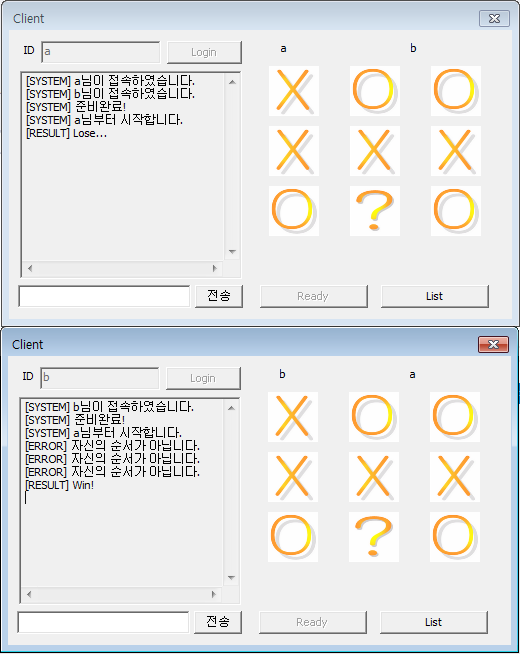 Client
ID a Login
a b
[SYSTEM] a님이 접속하였습니다.
[SYSTEM] b님이 접속하였습니다.
[SYSTEM] 준비완료!
[SYSTEM] a님부터 시작합니다.
[RESULT] Lose...
X O O
X X X
O ? O
전송 Ready List
Client
ID b Login
b a
[SYSTEM] b님이 접속하였습니다.
[SYSTEM] 준비완료!
[SYSTEM] a님부터 시작합니다.
[ERROR] 자신의 순서가 아닙니다.
[ERROR] 자신의 순서가 아닙니다.
[ERROR] 자신의 순서가 아닙니다.
[RESULT] Win!
X O O
X X X
O ? O
전송 Ready List